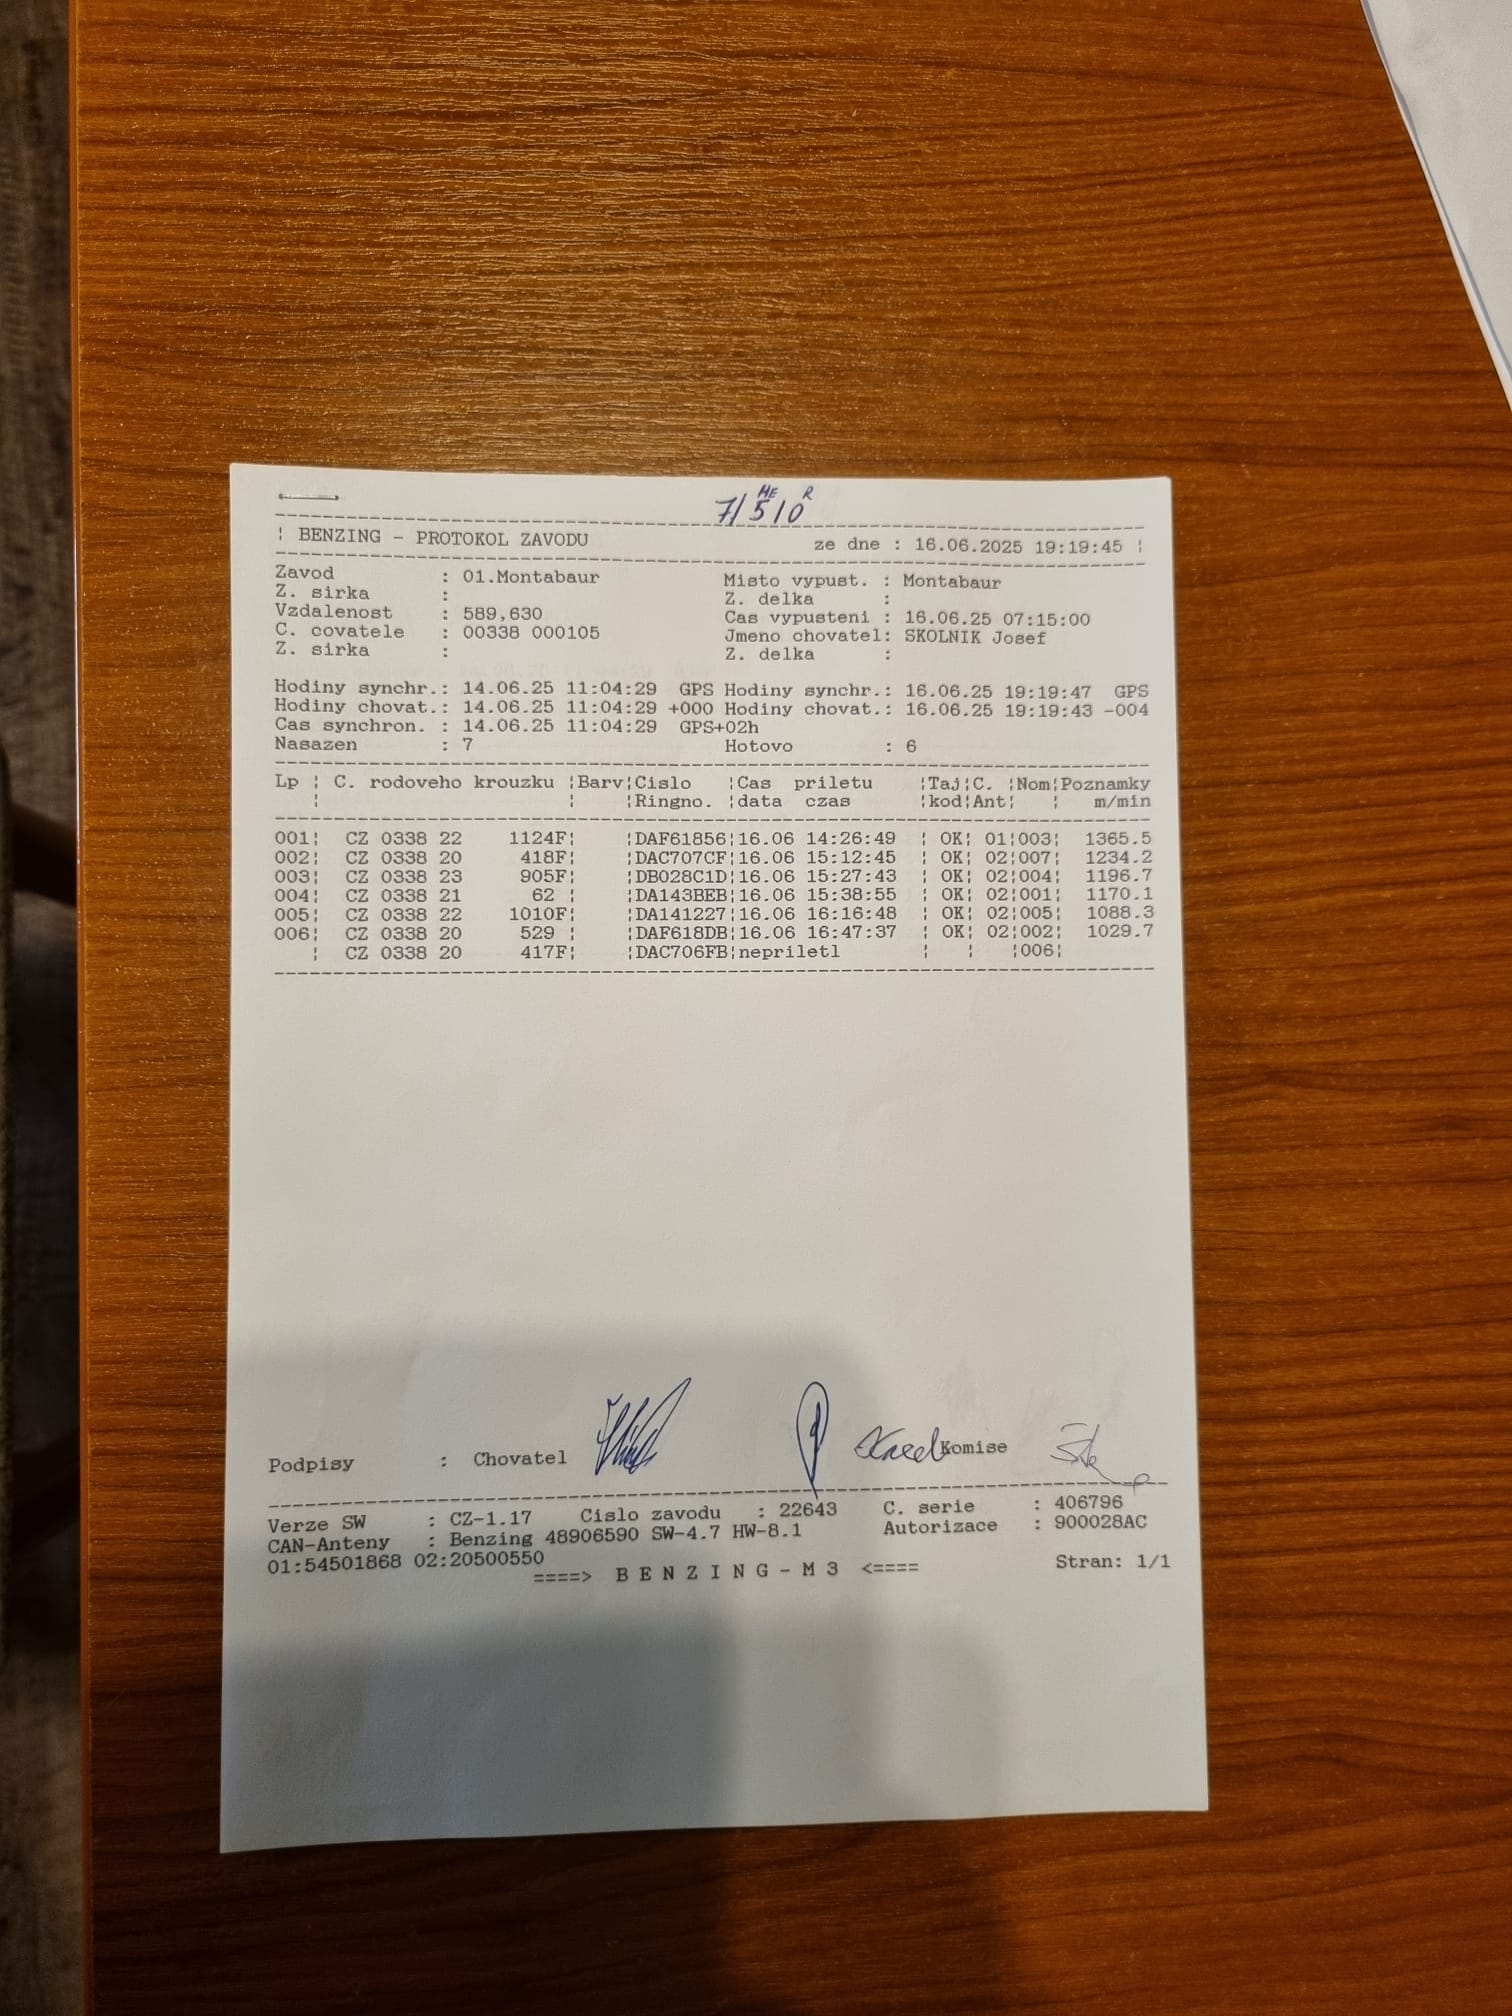 HE R
7/5/0
¦ BENZING - PROTOKOL ZAVODU ze dne : 16.06.2025 19:19:45 ¦
Zavod : 01.Montabaur Misto vypust. : Montabaur
Z. sirka : Z. delka :
Vzdalenost : 589,630 Cas vypusteni : 16.06.25 07:15:00
C. covatele : 00338 000105 Jmeno chovatel: SKOLNIK Josef
Z. sirka : Z. delka :
Hodiny synchr.: 14.06.25 11:04:29 GPS Hodiny synchr.: 16.06.25 19:19:47 GPS
Hodiny chovat.: 14.06.25 11:04:29 +000 Hodiny chovat.: 16.06.25 19:19:43 -004
Cas synchron. : 14.06.25 11:04:29 GPS+02h
Nasazen : 7 Hotovo : 6
Lp ¦ C. rodoveho krouzku ¦Barv¦Cislo ¦Cas priletu ¦Taj¦C. ¦Nom¦Poznamky
¦ ¦ ¦Ringno. ¦data czas ¦kod¦Ant¦ ¦ m/min
001¦ CZ 0338 22 1124F¦ ¦DAF61856¦16.06 14:26:49 ¦ OK¦ 01¦003¦ 1365.5
002¦ CZ 0338 20 418F¦ ¦DAC707CF¦16.06 15:12:45 ¦ OK¦ 02¦007¦ 1234.2
003¦ CZ 0338 23 905F¦ ¦DB028C1D¦16.06 15:27:43 ¦ OK¦ 02¦004¦ 1196.7
004¦ CZ 0338 21 62 ¦ ¦DA143BEB¦16.06 15:38:55 ¦ OK¦ 02¦001¦ 1170.1
005¦ CZ 0338 22 1010F¦ ¦DA141227¦16.06 16:16:48 ¦ OK¦ 02¦005¦ 1088.3
006¦ CZ 0338 20 529 ¦ ¦DAF618DB¦16.06 16:47:37 ¦ OK¦ 02¦002¦ 1029.7
¦ CZ 0338 20 417F¦ ¦DAC706FB¦nepriletl ¦ ¦ ¦006¦
Podpisy : Chovatel Komise
Verze SW : CZ-1.17 Cislo zavodu : 22643 C. serie : 406796
CAN-Anteny : Benzing 48906590 SW-4.7 HW-8.1 Autorizace : 900028AC
01:54501868 02:20500550
====> B E N Z I N G - M 3 <==== Stran: 1/1